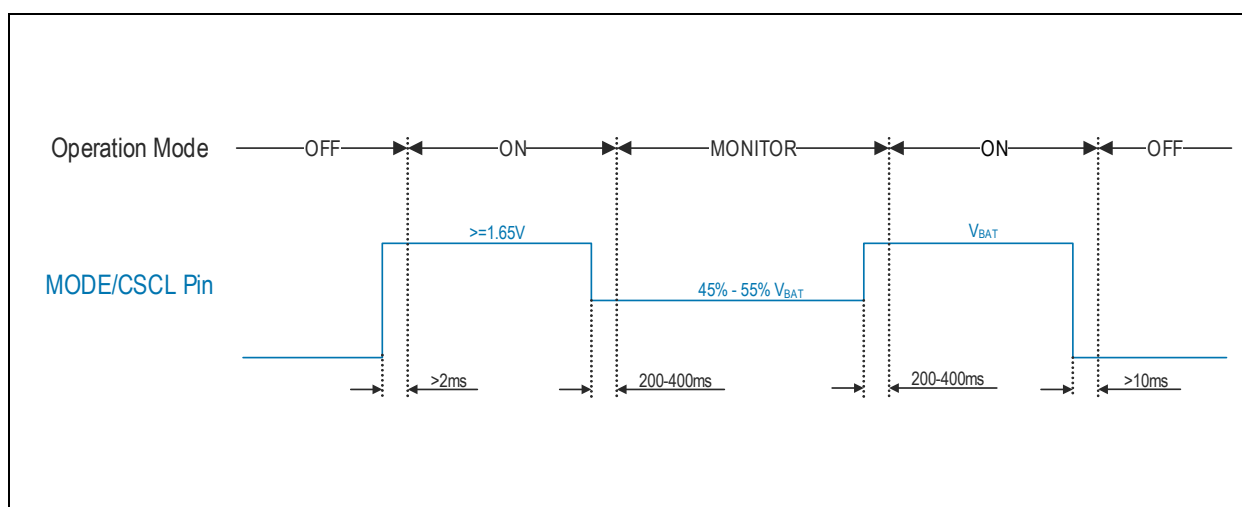 Operation Mode OFF ON MONITOR ON OFF
>=1.65V VBAT
MODE/CSCL Pin 45% - 55% VBAT
>2ms 200-400ms 200-400ms >10ms